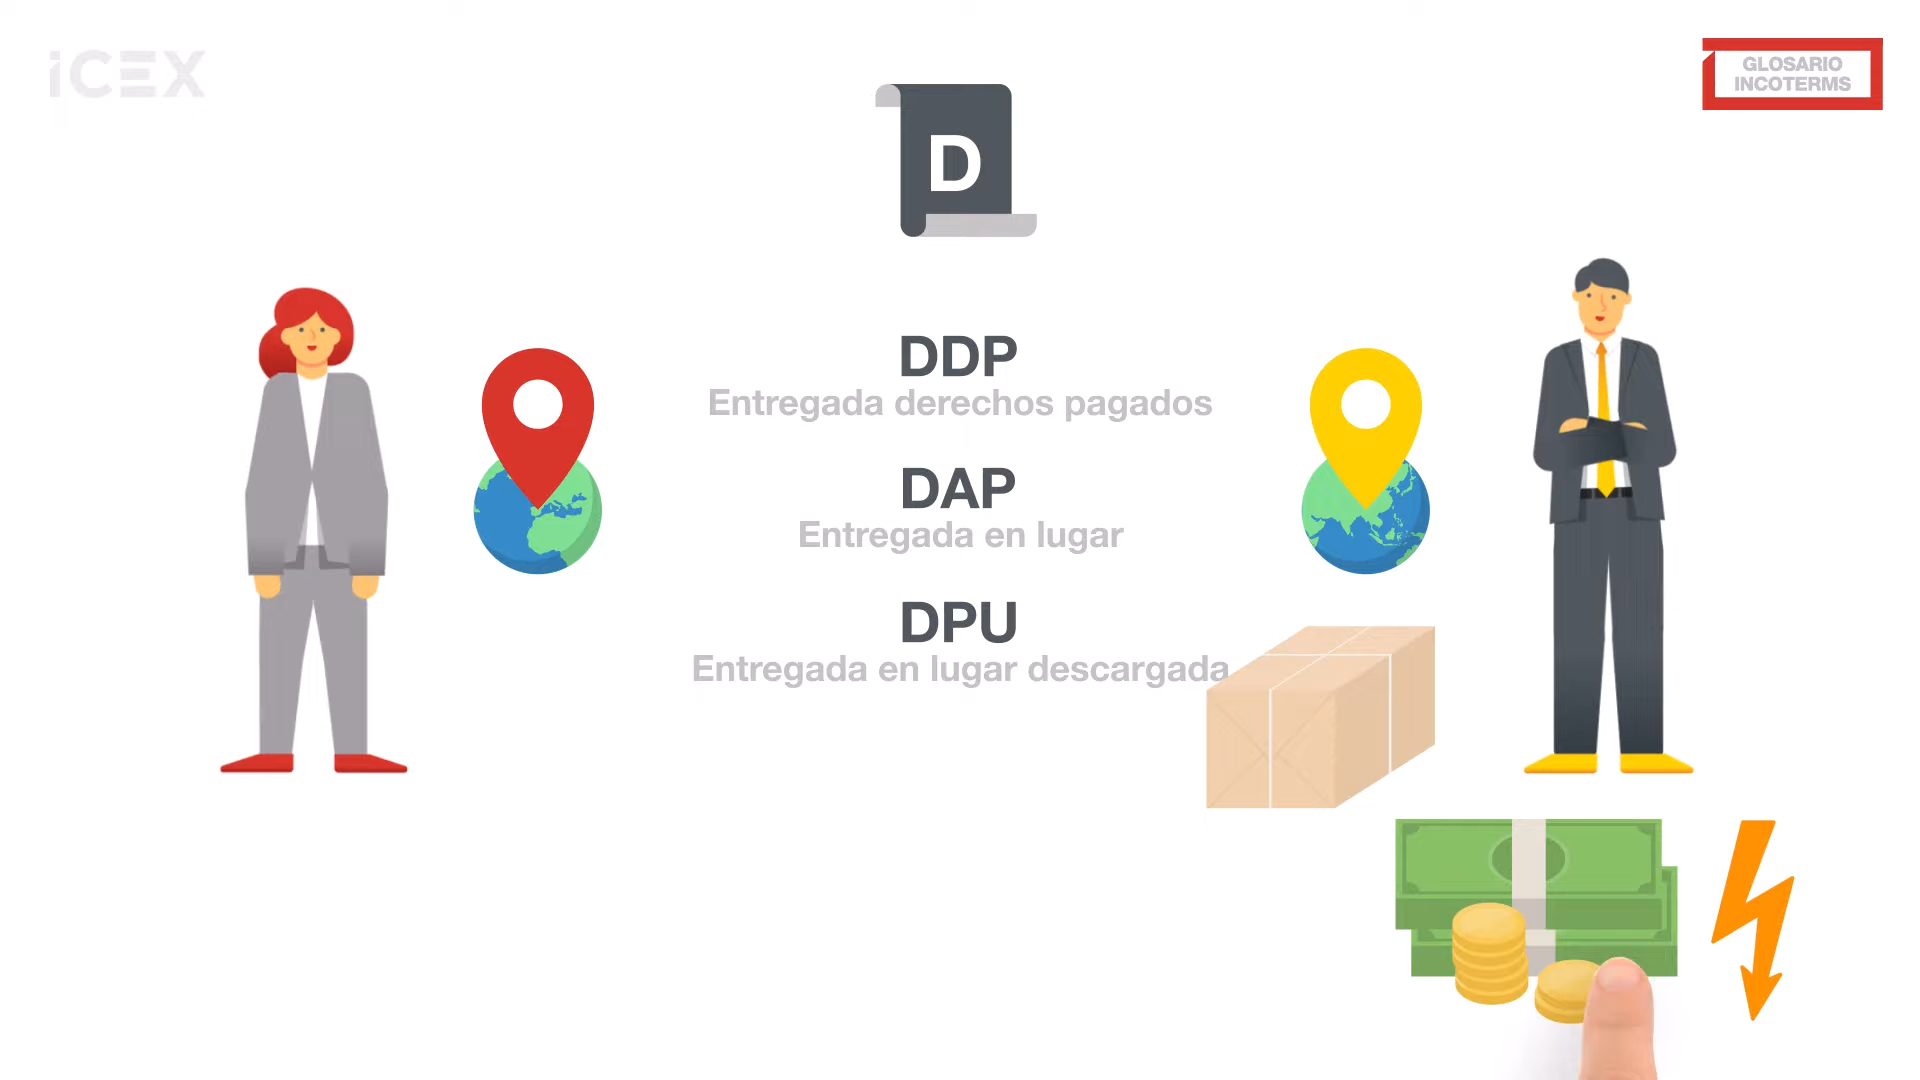 iCEX
GLOSARIO
INCOTERMS
D
DDP
Entregada derechos pagados
DAP
Entregada en lugar
DPU
Entregada en lugar descargada